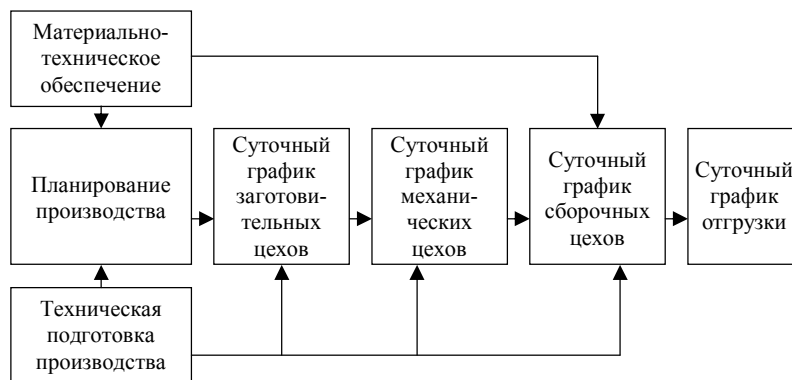 Материально-
техническое
обеспечение
Планирование
производства
Суточный
график
заготови-
тельных
цехов
Суточный
график
механи-
ческих
цехов
Суточный
график
сборочных
цехов
Суточный
график
отгрузки
Техническая
подготовка
производства